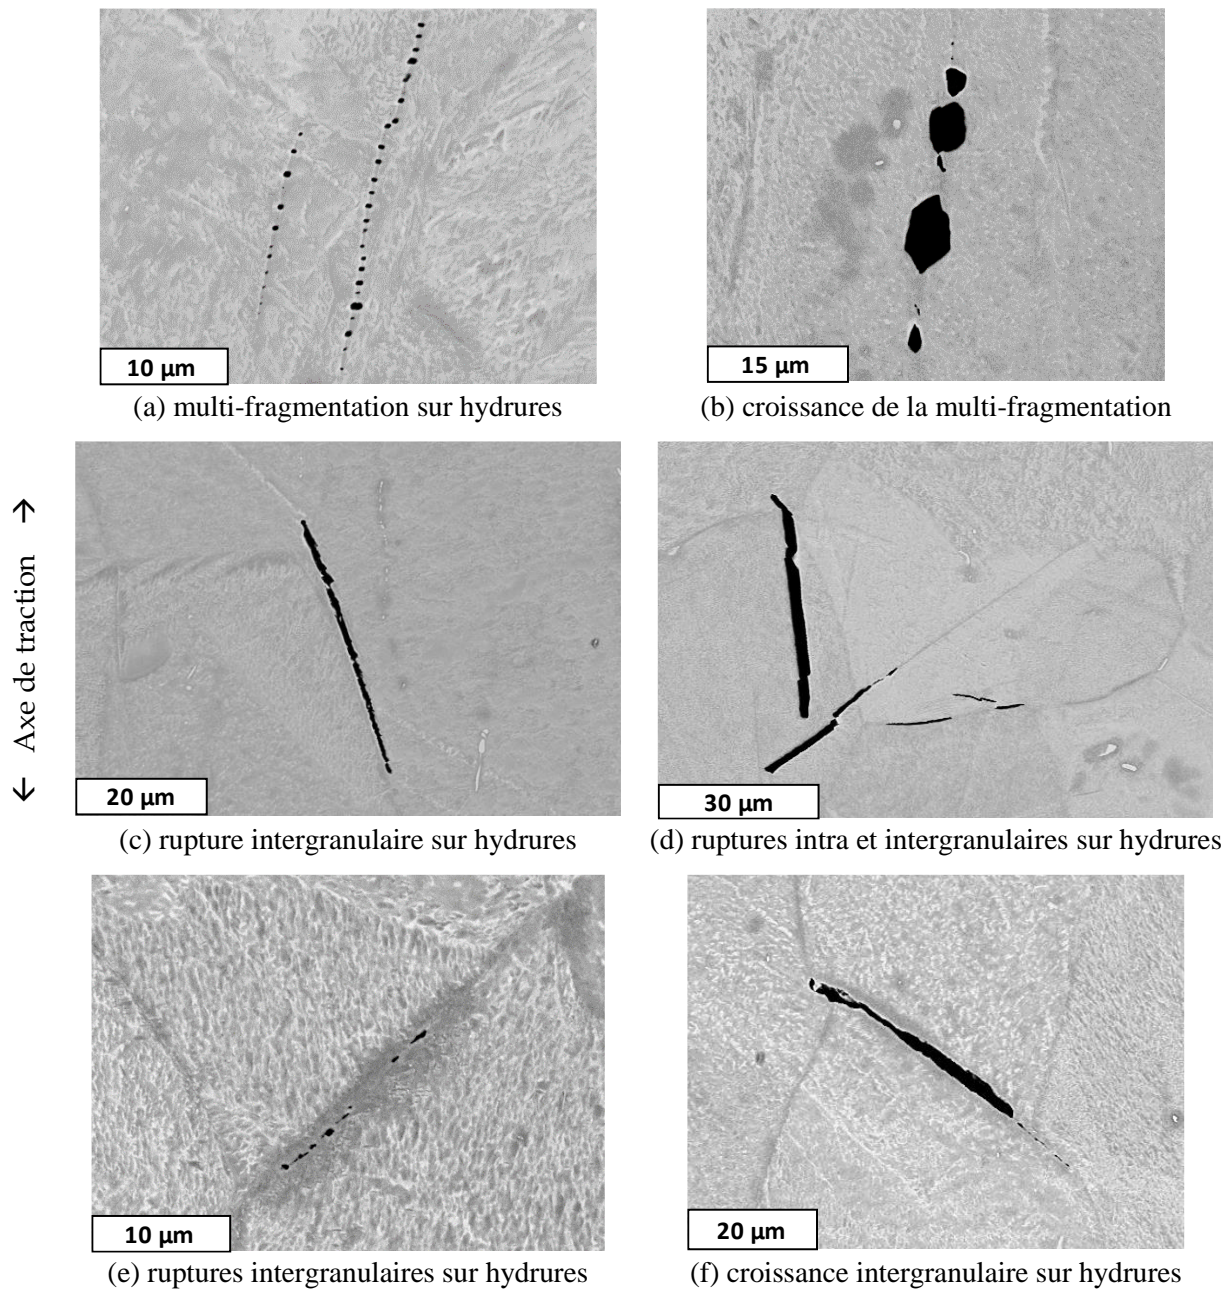 10 µm
15 µm
(a) multi-fragmentation sur hydrures
(b) croissance de la multi-fragmentation
← Axe de traction →
20 µm
30 µm
(c) rupture intergranulaire sur hydrures
(d) ruptures intra et intergranulaires sur hydrures
10 µm
20 µm
(e) ruptures intergranulaires sur hydrures
(f) croissance intergranulaire sur hydrures